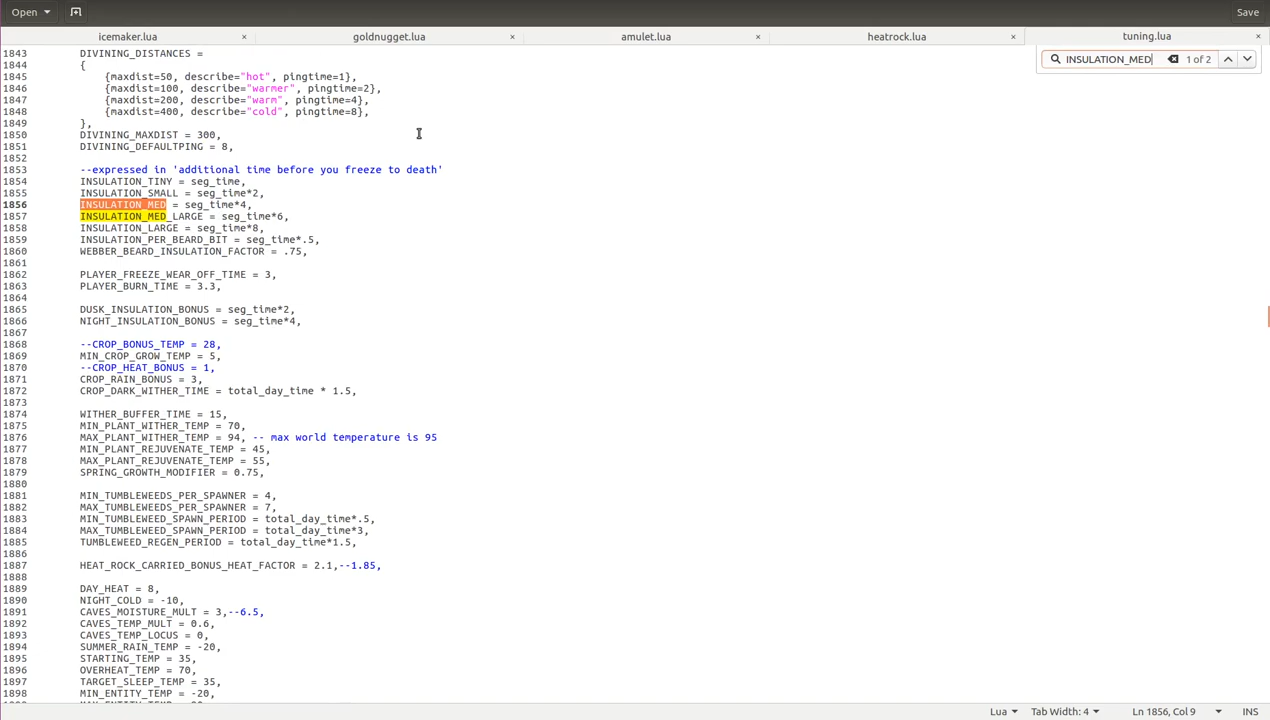 Open Save
icemaker.lua × goldnugget.lua × amulet.lua × heatrock.lua × tuning.lua ×
INSULATION_MED 1 of 2
1843 DIVINING_DISTANCES =
1844 {
1845 {maxdist=50, describe="hot", pingtime=1},
1846 {maxdist=100, describe="warmer", pingtime=2},
1847 {maxdist=200, describe="warm", pingtime=4},
1848 {maxdist=400, describe="cold", pingtime=8},
1849 },
1850 DIVINING_MAXDIST = 300,
1851 DIVINING_DEFAULTPING = 8,
1852
1853 --expressed in 'additional time before you freeze to death'
1854 INSULATION_TINY = seg_time,
1855 INSULATION_SMALL = seg_time*2,
1856 INSULATION_MED = seg_time*4,
1857 INSULATION_MED_LARGE = seg_time*6,
1858 INSULATION_LARGE = seg_time*8,
1859 INSULATION_PER_BEARD_BIT = seg_time*.5,
1860 WEBBER_BEARD_INSULATION_FACTOR = .75,
1861
1862 PLAYER_FREEZE_WEAR_OFF_TIME = 3,
1863 PLAYER_BURN_TIME = 3.3,
1864
1865 DUSK_INSULATION_BONUS = seg_time*2,
1866 NIGHT_INSULATION_BONUS = seg_time*4,
1867
1868 --CROP_BONUS_TEMP = 28,
1869 MIN_CROP_GROW_TEMP = 5,
1870 --CROP_HEAT_BONUS = 1,
1871 CROP_RAIN_BONUS = 3,
1872 CROP_DARK_WITHER_TIME = total_day_time * 1.5,
1873
1874 WITHER_BUFFER_TIME = 15,
1875 MIN_PLANT_WITHER_TEMP = 70,
1876 MAX_PLANT_WITHER_TEMP = 94, -- max world temperature is 95
1877 MIN_PLANT_REJUVENATE_TEMP = 45,
1878 MAX_PLANT_REJUVENATE_TEMP = 55,
1879 SPRING_GROWTH_MODIFIER = 0.75,
1880
1881 MIN_TUMBLEWEEDS_PER_SPAWNER = 4,
1882 MAX_TUMBLEWEEDS_PER_SPAWNER = 7,
1883 MIN_TUMBLEWEED_SPAWN_PERIOD = total_day_time*.5,
1884 MAX_TUMBLEWEED_SPAWN_PERIOD = total_day_time*3,
1885 TUMBLEWEED_REGEN_PERIOD = total_day_time*1.5,
1886
1887 HEAT_ROCK_CARRIED_BONUS_HEAT_FACTOR = 2.1,--1.85,
1888
1889 DAY_HEAT = 8,
1890 NIGHT_COLD = -10,
1891 CAVES_MOISTURE_MULT = 3,--6.5,
1892 CAVES_TEMP_MULT = 0.6,
1893 CAVES_TEMP_LOCUS = 0,
1894 SUMMER_RAIN_TEMP = -20,
1895 STARTING_TEMP = 35,
1896 OVERHEAT_TEMP = 70,
1897 TARGET_SLEEP_TEMP = 35,
1898 MIN_ENTITY_TEMP = -20,
Lua Tab Width: 4 Ln 1856, Col 9 INS